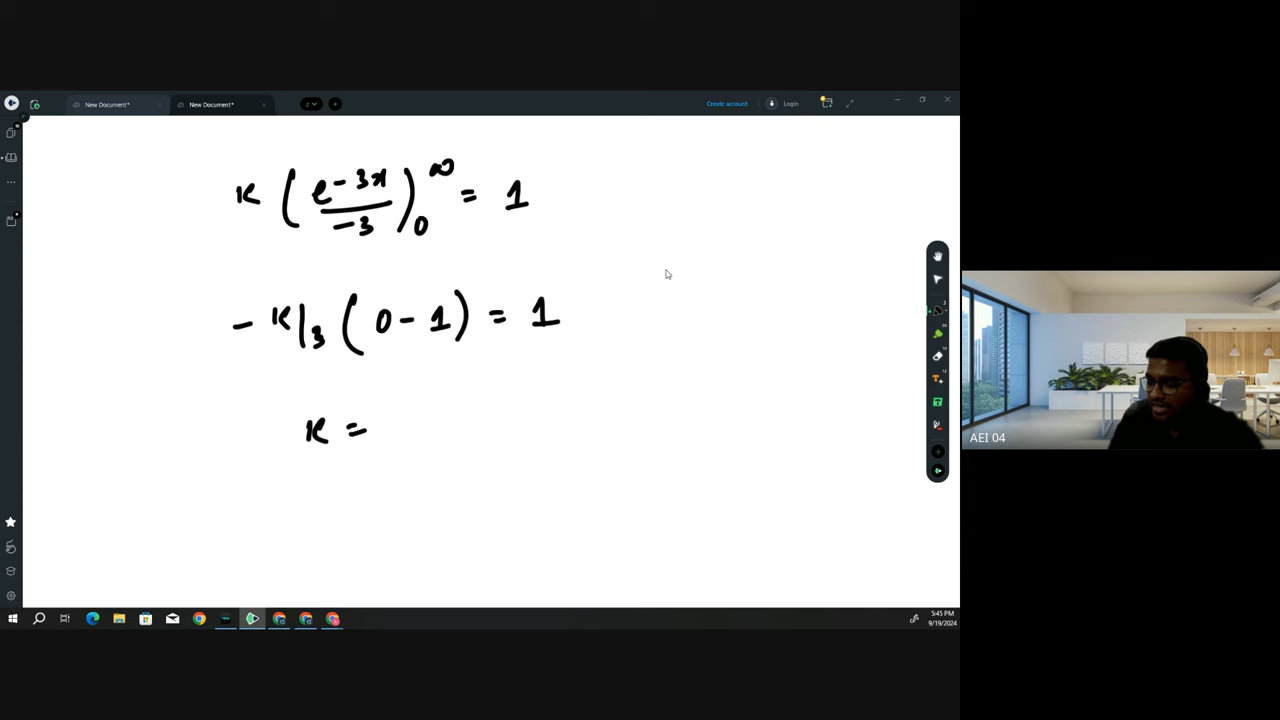 New Document*
New Document*
2
Create account
Login
K ( e^-3x / -3 )_0^∞ = 1
- K|3 ( 0 - 1 ) = 1
K =
AEI 04
5:45 PM
9/19/2024